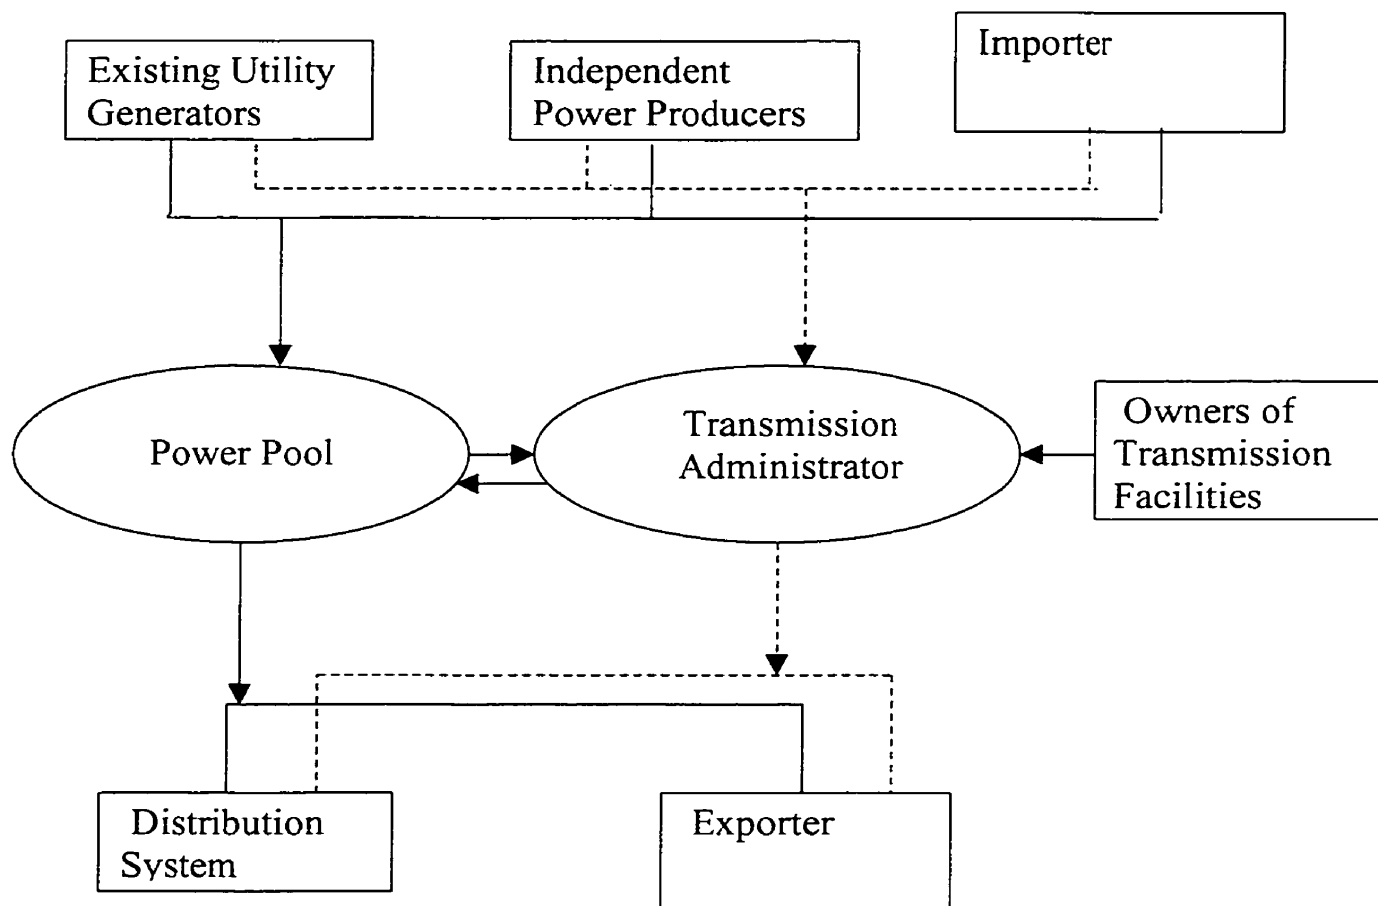 Existing Utility
Generators
Independent
Power Producers
Importer
Power Pool
Transmission
Administrator
Owners of
Transmission
Facilities
Distribution
System
Exporter